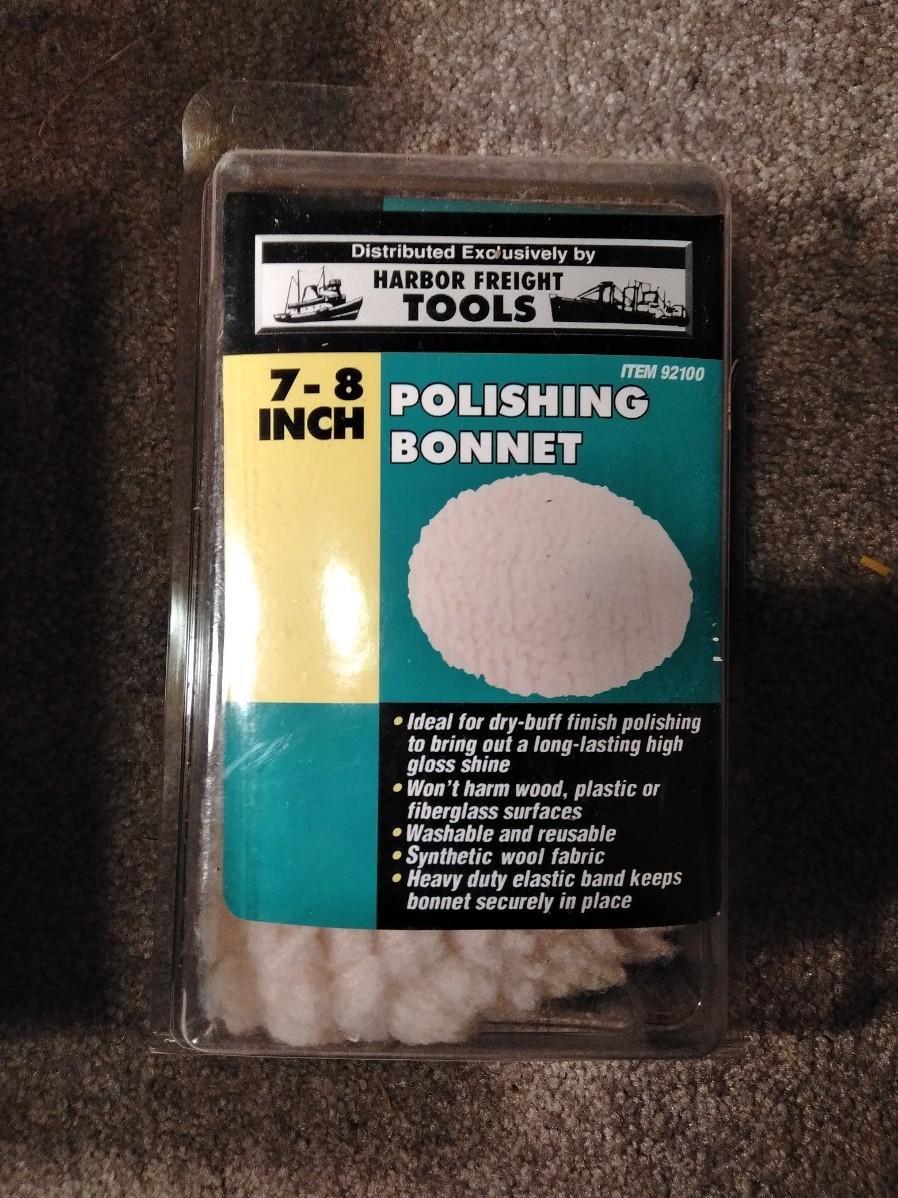 Distributed Exclusively by
HARBOR FREIGHT
TOOLS
ITEM 92100
7 - 8
INCH
POLISHING
BONNET
• Ideal for dry-buff finish polishing
to bring out a long-lasting high
gloss shine
• Won't harm wood, plastic or
fiberglass surfaces
• Washable and reusable
• Synthetic wool fabric
• Heavy duty elastic band keeps
bonnet securely in place